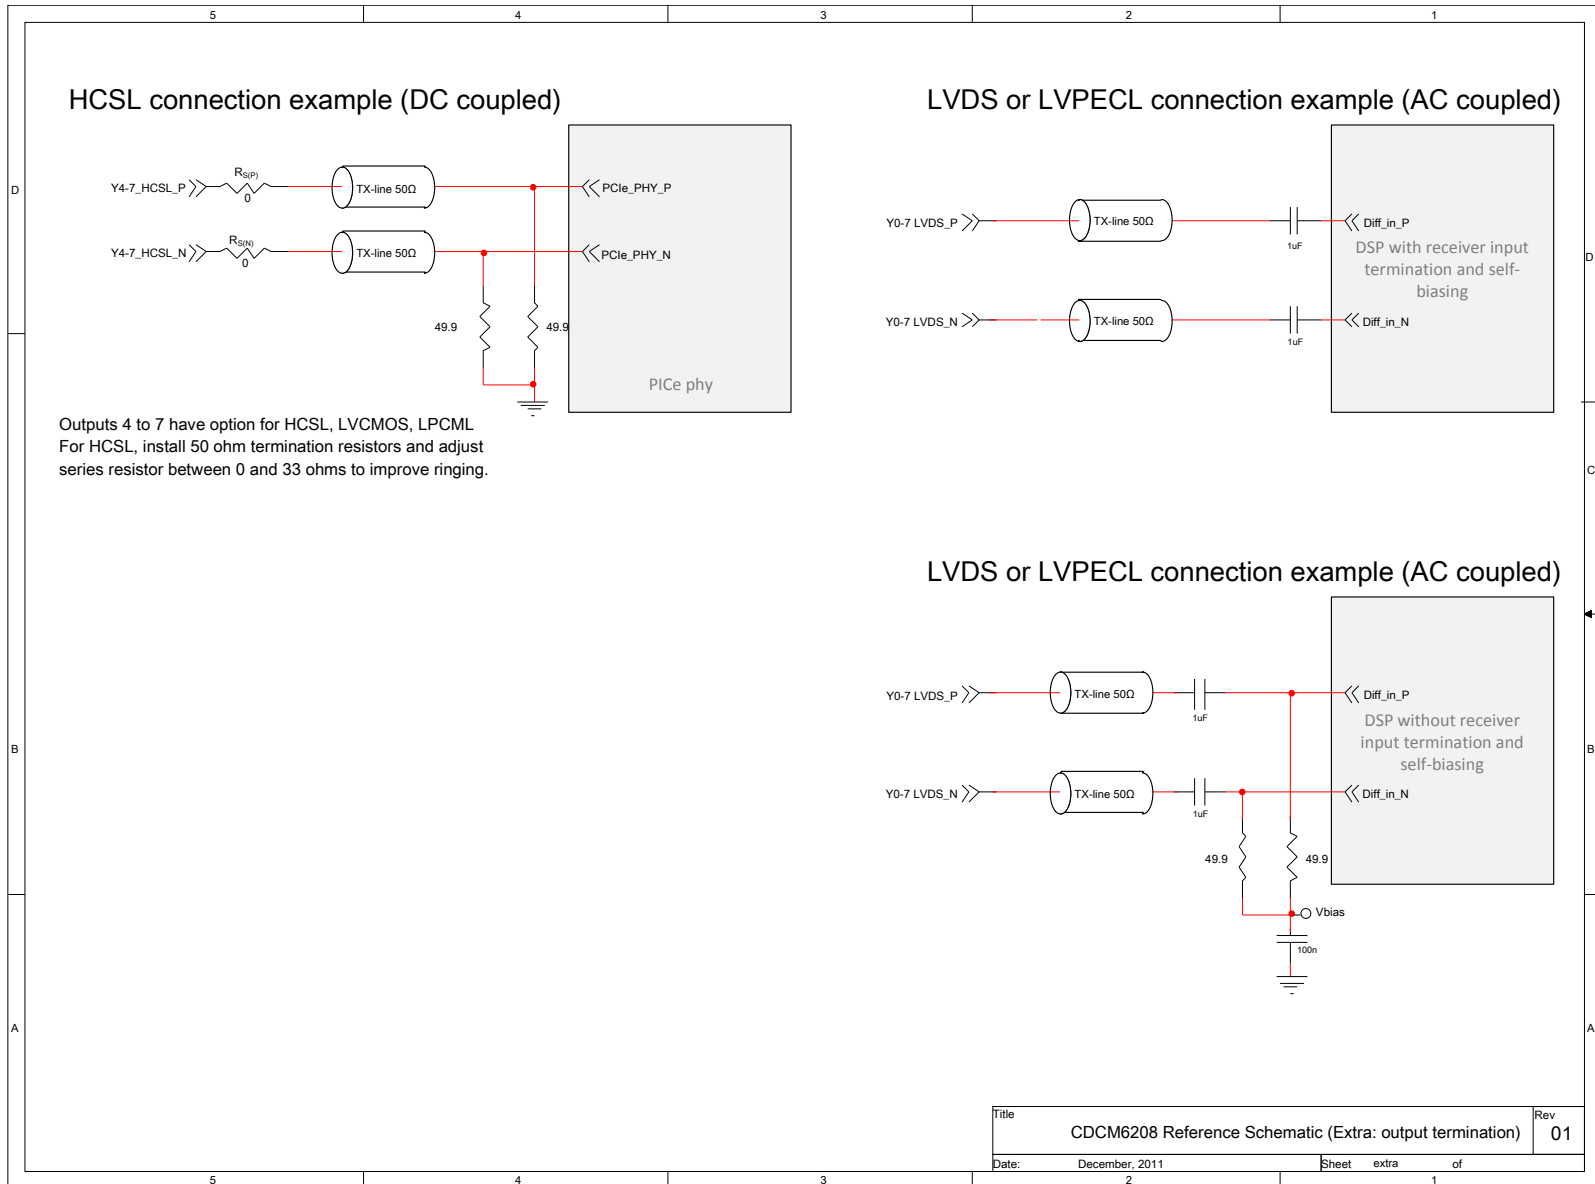 5 4 3 2 1
HCSL connection example (DC coupled)
D
RS(P)
Y4-7_HCSL_P
0
TX-line 50Ω
PCIe_PHY_P
RS(N)
Y4-7_HCSL_N
0
TX-line 50Ω
PCIe_PHY_N
49.9
49.9
PICe phy
Outputs 4 to 7 have option for HCSL, LVCMOS, LPCML
For HCSL, install 50 ohm termination resistors and adjust
series resistor between 0 and 33 ohms to improve ringing.
LVDS or LVPECL connection example (AC coupled)
Y0-7 LVDS_P
TX-line 50Ω
1uF
Diff_in_P
DSP with receiver input
termination and self-
biasing
D
Y0-7 LVDS_N
TX-line 50Ω
1uF
Diff_in_N
C
LVDS or LVPECL connection example (AC coupled)
Y0-7 LVDS_P
TX-line 50Ω
1uF
Diff_in_P
DSP without receiver
input termination and
self-biasing
B
B
Y0-7 LVDS_N
TX-line 50Ω
1uF
Diff_in_N
49.9
49.9
Vbias
100n
A
A
Title
CDCM6208 Reference Schematic (Extra: output termination)
Rev
01
Date: December, 2011
Sheet extra of
5 4 3 2 1